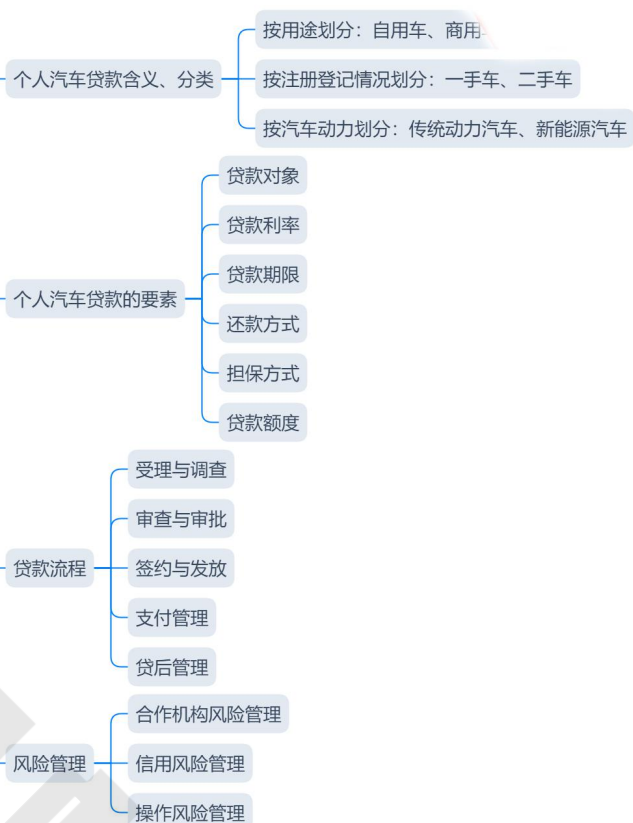 按用途划分：自用车、商用
个人汽车贷款含义、分类
按注册登记情况划分：一手车、二手车
按汽车动力划分：传统动力汽车、新能源汽车
贷款对象
贷款利率
贷款期限
个人汽车贷款的要素
还款方式
担保方式
贷款额度
受理与调查
审查与审批
贷款流程
签约与发放
支付管理
贷后管理
合作机构风险管理
风险管理
信用风险管理
操作风险管理